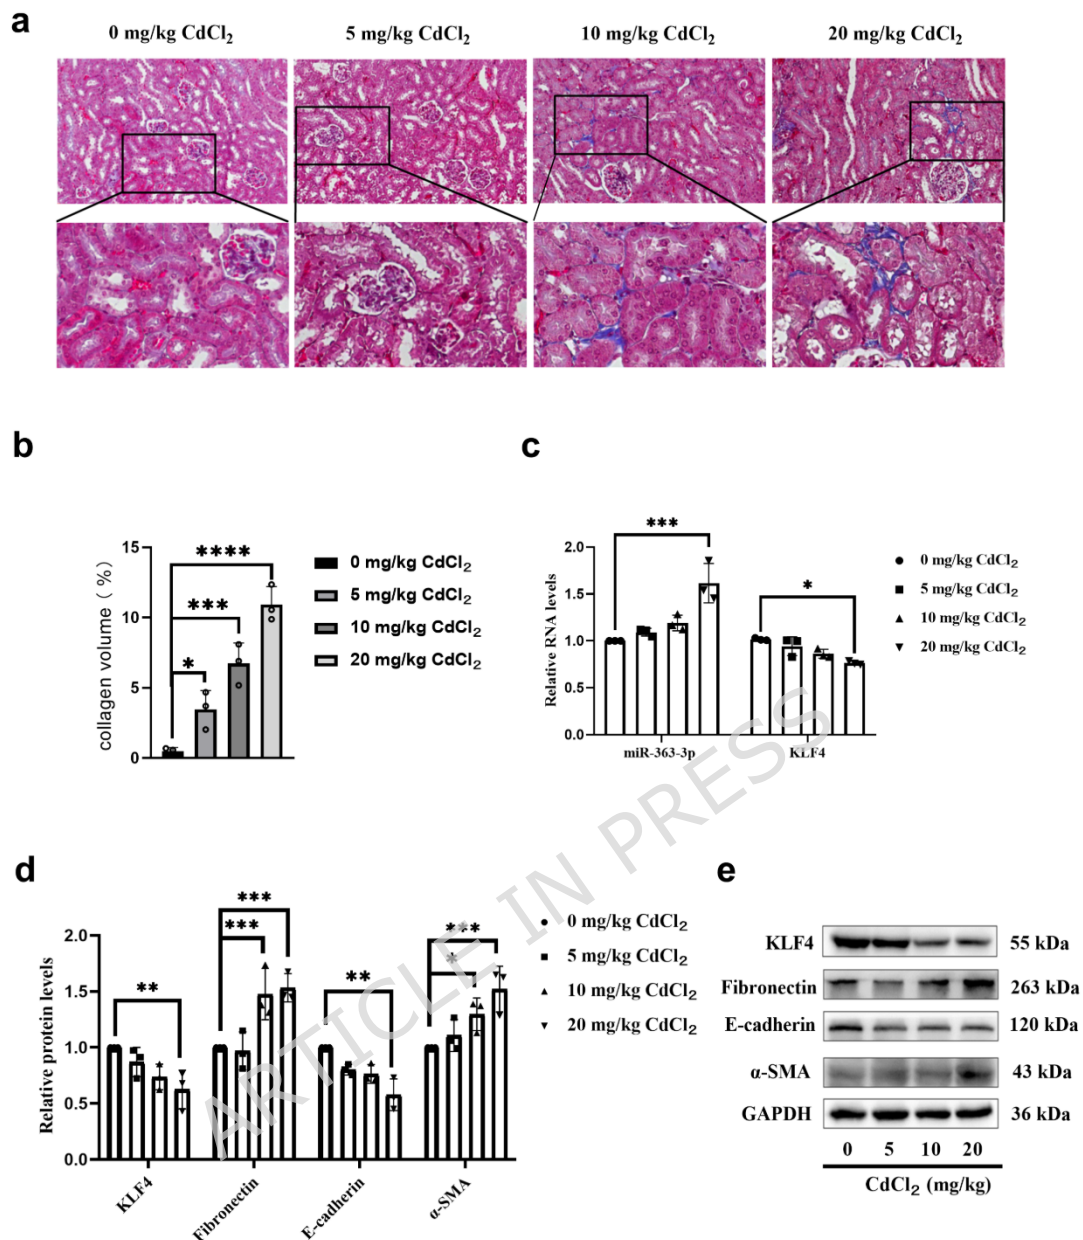 a
0 mg/kg CdCl₂ 5 mg/kg CdCl₂ 10 mg/kg CdCl₂ 20 mg/kg CdCl₂
b
collagen volume (%)
15
10
5
0
****
***
*
0 mg/kg CdCl₂
5 mg/kg CdCl₂
10 mg/kg CdCl₂
20 mg/kg CdCl₂
c
Relative RNA levels
2.0
1.5
1.0
0.5
0.0
***
*
miR-363-3p KLF4
0 mg/kg CdCl₂
5 mg/kg CdCl₂
10 mg/kg CdCl₂
20 mg/kg CdCl₂
d
Relative protein levels
2.0
1.5
1.0
0.5
0.0
**
***
***
**
***
*
KLF4 Fibronectin E-cadherin α-SMA
0 mg/kg CdCl₂
5 mg/kg CdCl₂
10 mg/kg CdCl₂
20 mg/kg CdCl₂
e
KLF4 55 kDa
Fibronectin 263 kDa
E-cadherin 120 kDa
α-SMA 43 kDa
GAPDH 36 kDa
0 5 10 20
CdCl₂ (mg/kg)
ARTICLE IN PRESS